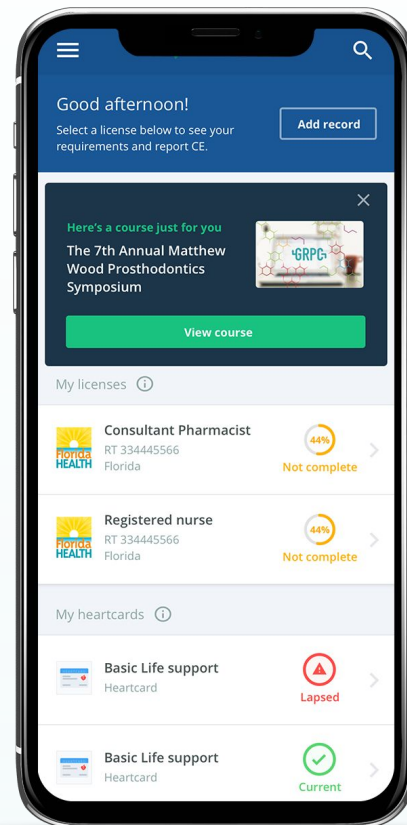 Good afternoon!
Select a license below to see your
requirements and report CE.
Add record
Here's a course just for you
The 7th Annual Matthew
Wood Prosthodontics
Symposium
GRPC
View course
My licenses
Consultant Pharmacist
RT 334445566
Florida
Florida
HEALTH
44%
Not complete
Registered nurse
RT 334445566
Florida
Florida
HEALTH
44%
Not complete
My heartcards
Basic Life support
Heartcard
Lapsed
Basic Life support
Heartcard
Current